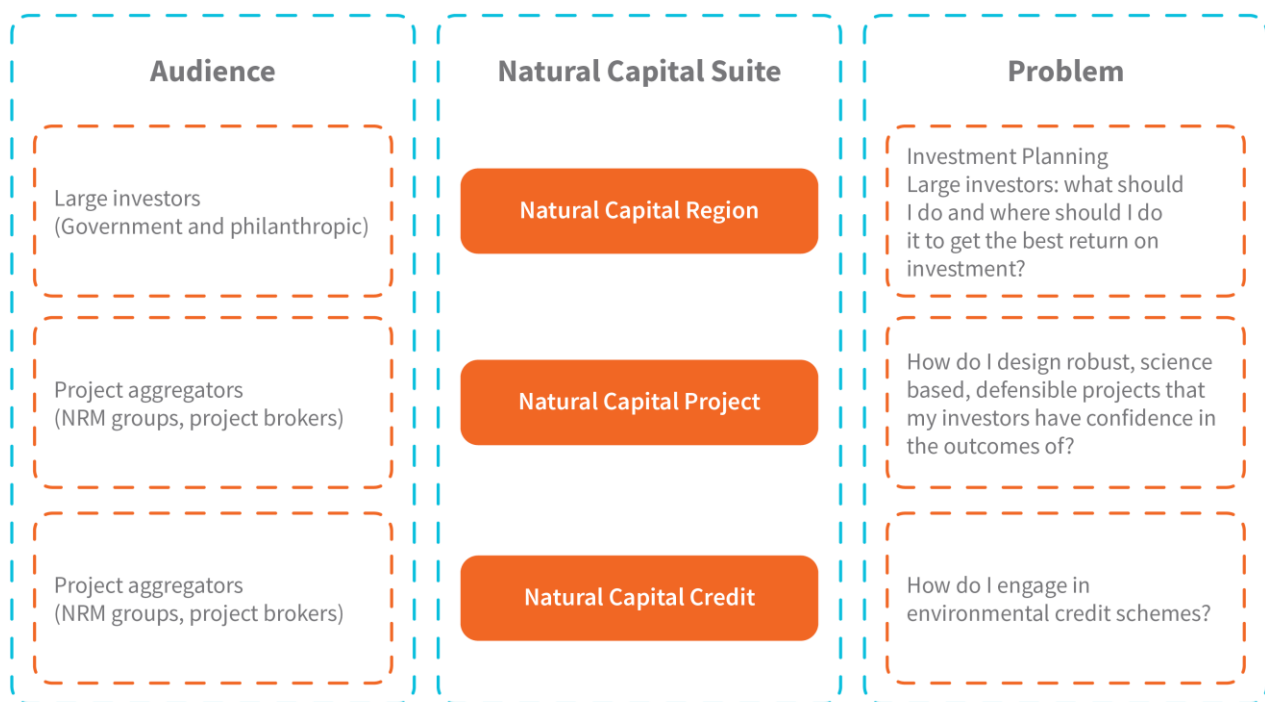 Audience
Natural Capital Suite
Problem
Large investors
(Government and philanthropic)
Natural Capital Region
Investment Planning
Large investors: what should
I do and where should I do
it to get the best return on
investment?
Project aggregators
(NRM groups, project brokers)
Natural Capital Project
How do I design robust, science
based, defensible projects that
my investors have confidence in
the outcomes of?
Project aggregators
(NRM groups, project brokers)
Natural Capital Credit
How do I engage in
environmental credit schemes?